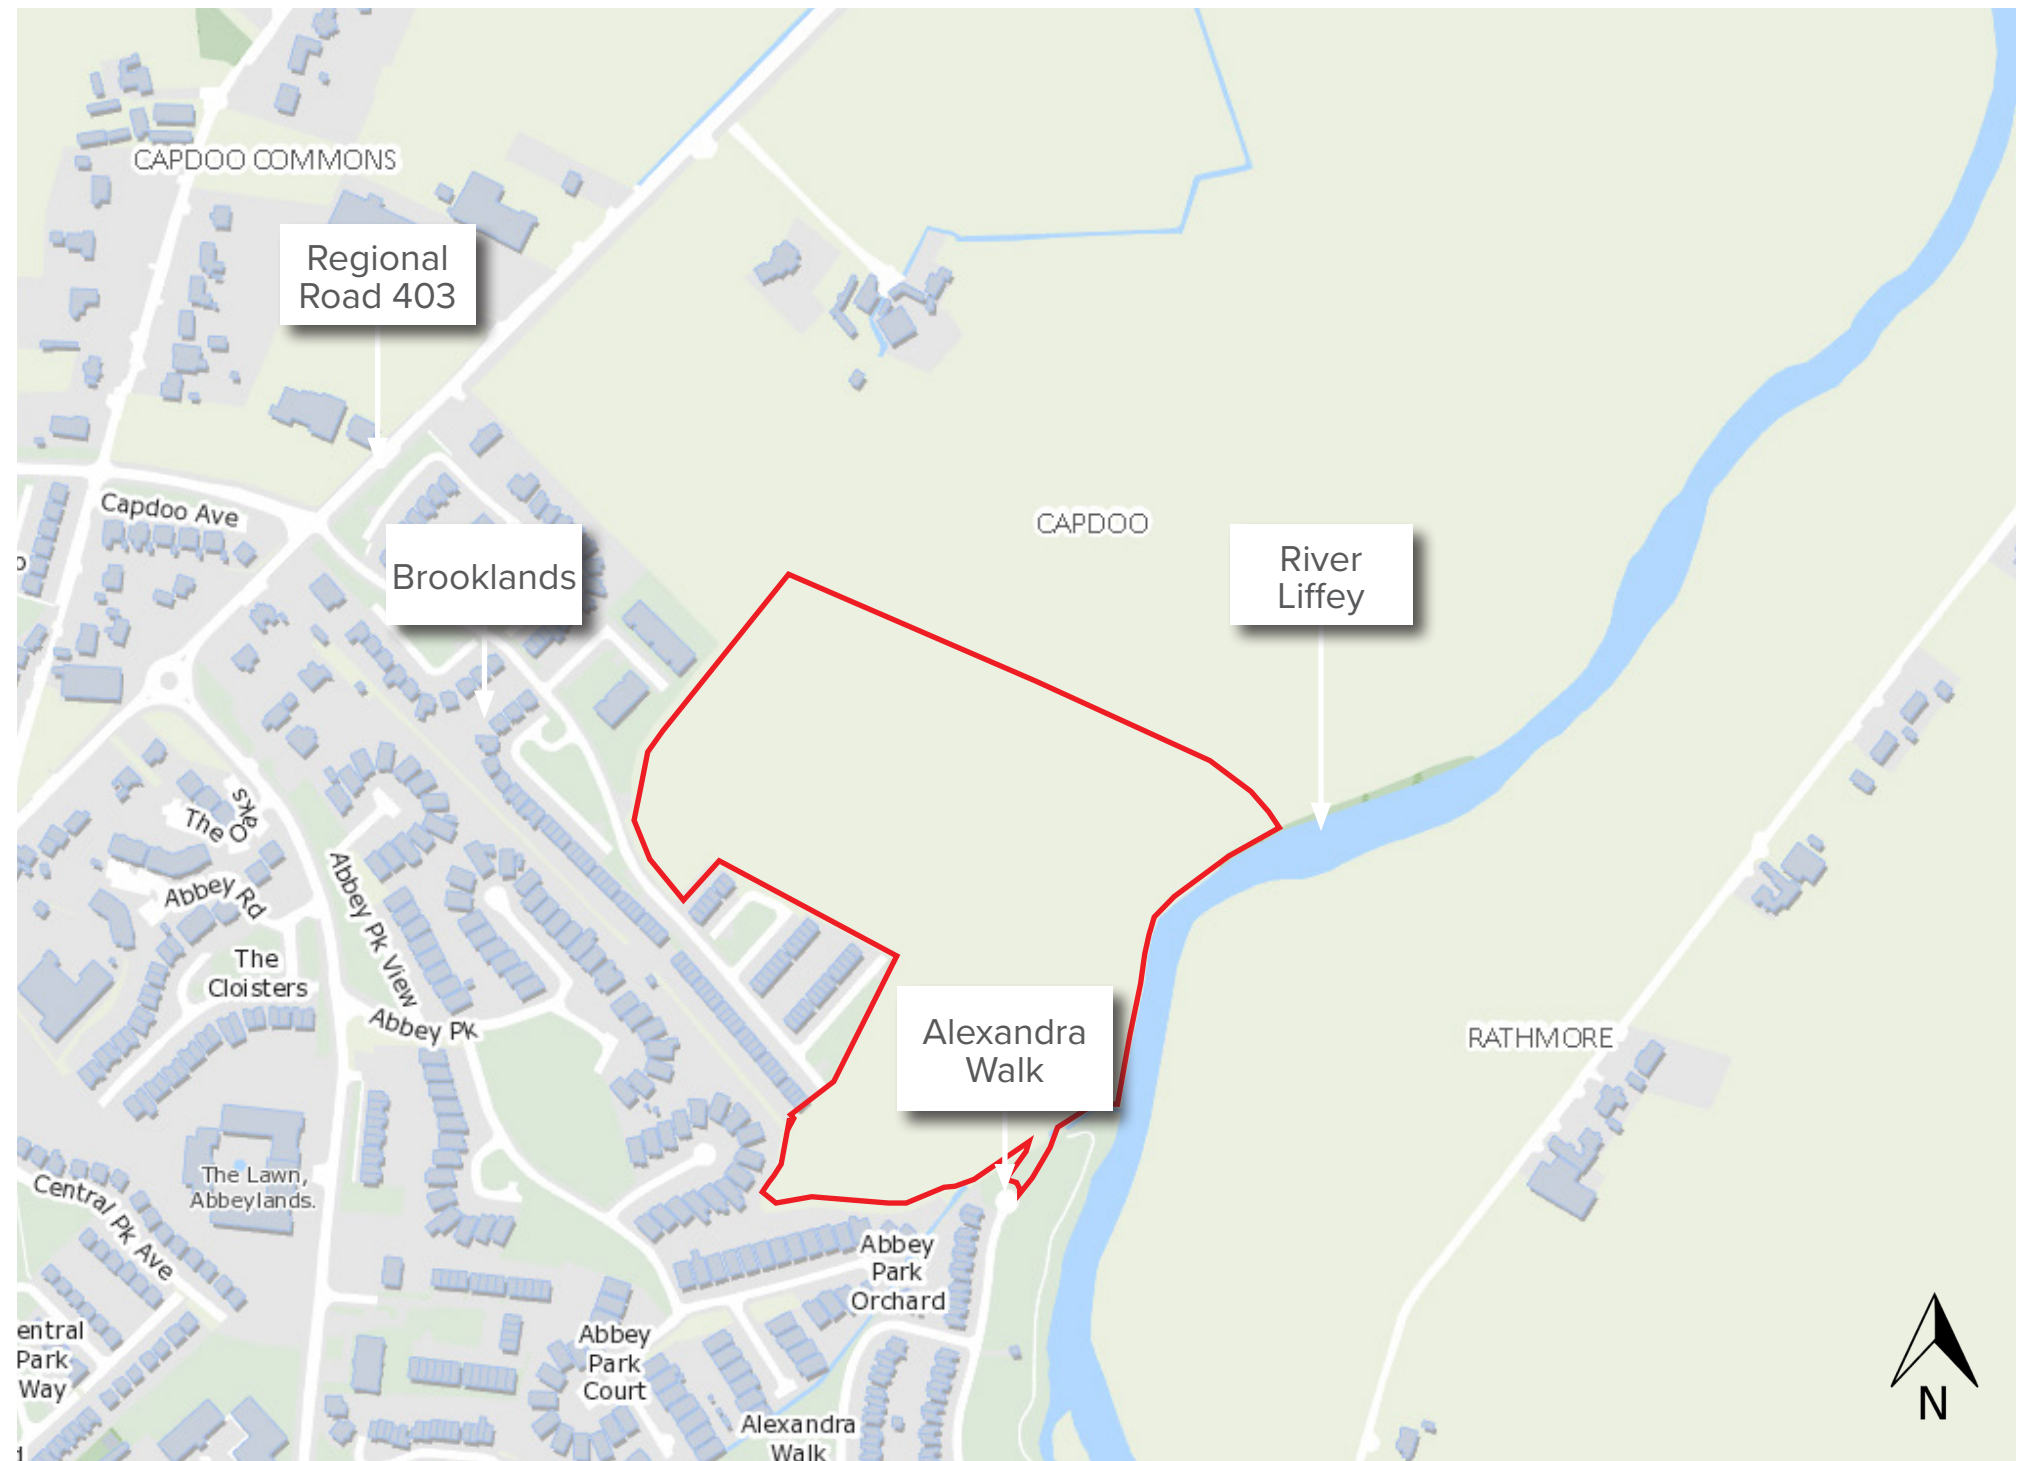 CAPDOO COMMONS
Regional
Road 403
Capdoo Ave
CAPDOO
River
Liffey
Brooklands
The Oaks
Abbey Rd
Abbey Pk View
The
Cloisters
Abbey Pk
Alexandra
Walk
RATHMORE
The Lawn,
Abbeylands.
Central Pk Ave
Abbey
Park
Orchard
entral
Park
Way
Abbey
Park
Court
Alexandra
Walk
N